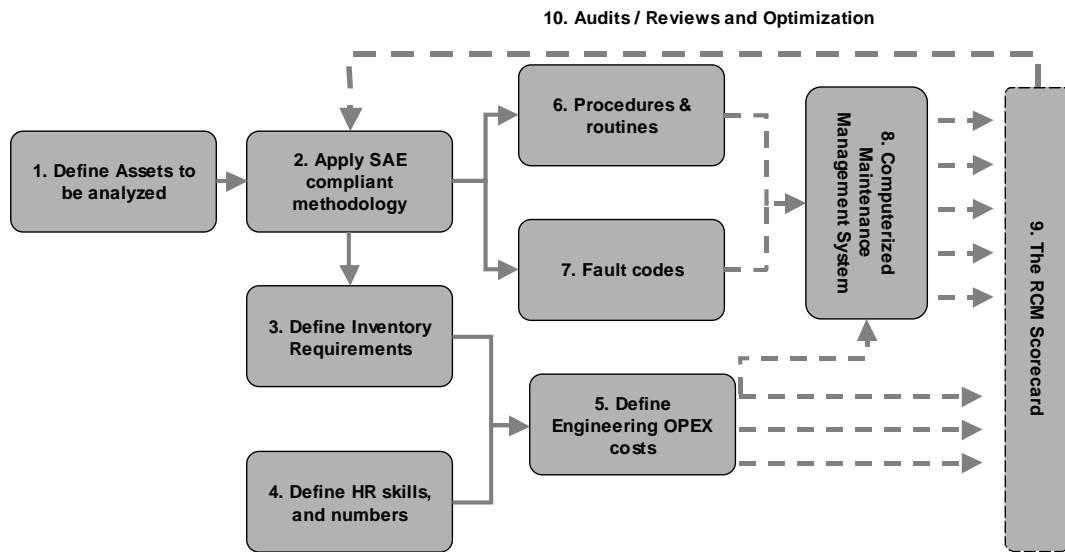 10. Audits / Reviews and Optimization
1. Define Assets to
be analyzed
2. Apply SAE
compliant
methodology
3. Define Inventory
Requirements
4. Define HR skills,
and numbers
5. Define
Engineering OPEX
costs
6. Procedures &
routines
7. Fault codes
8. Computerized
Maintenance
Management System
9. The RCM Scorecard